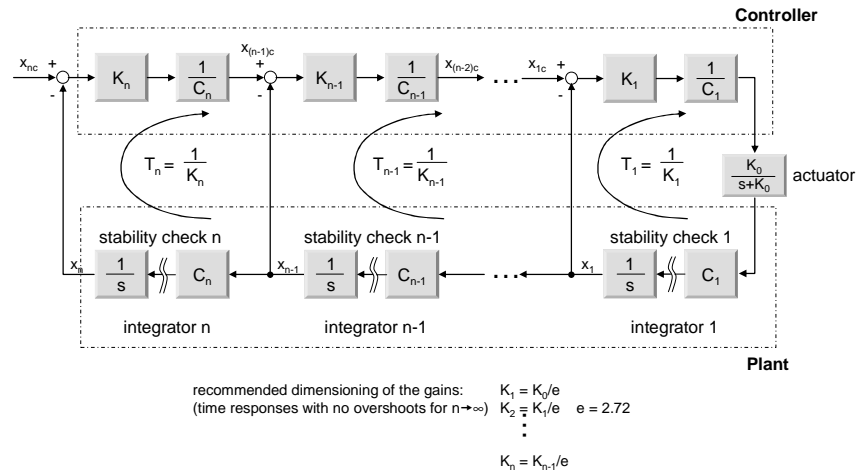 Controller
x_nc + - K_n 1/C_n x_(n-1)c + - K_n-1 1/C_n-1 x_(n-2)c ... x_1c + - K_1 1/C_1
T_n = 1/K_n T_n-1 = 1/K_n-1 T_1 = 1/K_1 K_0/(s+K_0) actuator
stability check n stability check n-1 stability check 1
x_n 1/s C_n x_n-1 1/s C_n-1 ... x_1 1/s C_1
integrator n integrator n-1 integrator 1
Plant
recommended dimensioning of the gains: K_1 = K_0/e
(time responses with no overshoots for n→∞) K_2 = K_1/e e = 2.72
⋮
K_n = K_n-1/e